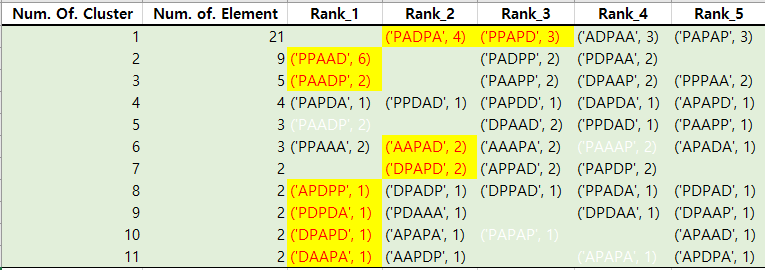 Num. Of. Cluster Num. of. Element Rank_1 Rank_2 Rank_3 Rank_4 Rank_5
1 21 ('PADPA', 4) ('PPAPD', 3) ('ADPAA', 3) ('PAPAP', 3)
2 9 ('PPAAD', 6) ('PADPP', 2) ('PDPAA', 2)
3 5 ('PAADP', 2) ('PAAPP', 2) ('DPAAP', 2) ('PPPAA', 2)
4 4 ('PAPDA', 1) ('PPDAD', 1) ('PAPDD', 1) ('DAPDA', 1) ('APAPD', 1)
5 3 ('PAADP', 2) ('DPAAD', 2) ('PPDAD', 1) ('PAAPP', 1)
6 3 ('PPAAA', 2) ('AAPAD', 2) ('AAAPA', 2) ('PAAAP', 2) ('APADA', 1)
7 2 ('DPAPD', 2) ('APPAD', 2) ('PAPDP', 2)
8 2 ('APDPP', 1) ('DPADP', 1) ('DPPAD', 1) ('PPADA', 1) ('PDPAD', 1)
9 2 ('PDPDA', 1) ('PDAAA', 1) ('DPDAA', 1) ('DPAAP', 1)
10 2 ('DPAPD', 1) ('APAPA', 1) ('PAPAP', 1) ('APAAD', 1)
11 2 ('DAAPA', 1) ('AAPDP', 1) ('APAPA', 1) ('APDPA', 1)